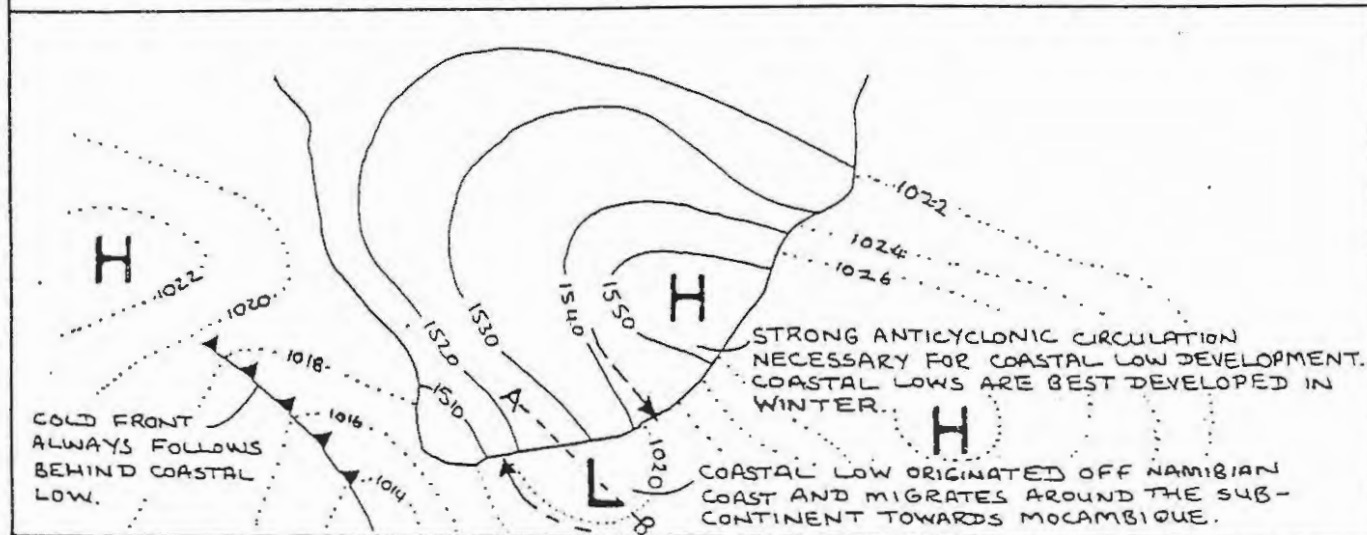 1022
1024
1026
H
1022
1020
1540
1550
H
1520
1530
STRONG ANTICYCLONIC CIRCULATION
NECESSARY FOR COASTAL LOW DEVELOPMENT.
COASTAL LOWS ARE BEST DEVELOPED IN
WINTER.
1018
1510
A
COLD FRONT
ALWAYS FOLLOWS
BEHIND COASTAL
LOW.
1016
1014
H
1020
L
B
COASTAL LOW ORIGINATED OFF NAMIBIAN
COAST AND MIGRATES AROUND THE SUB-
CONTINENT TOWARDS MOCAMBIQUE.